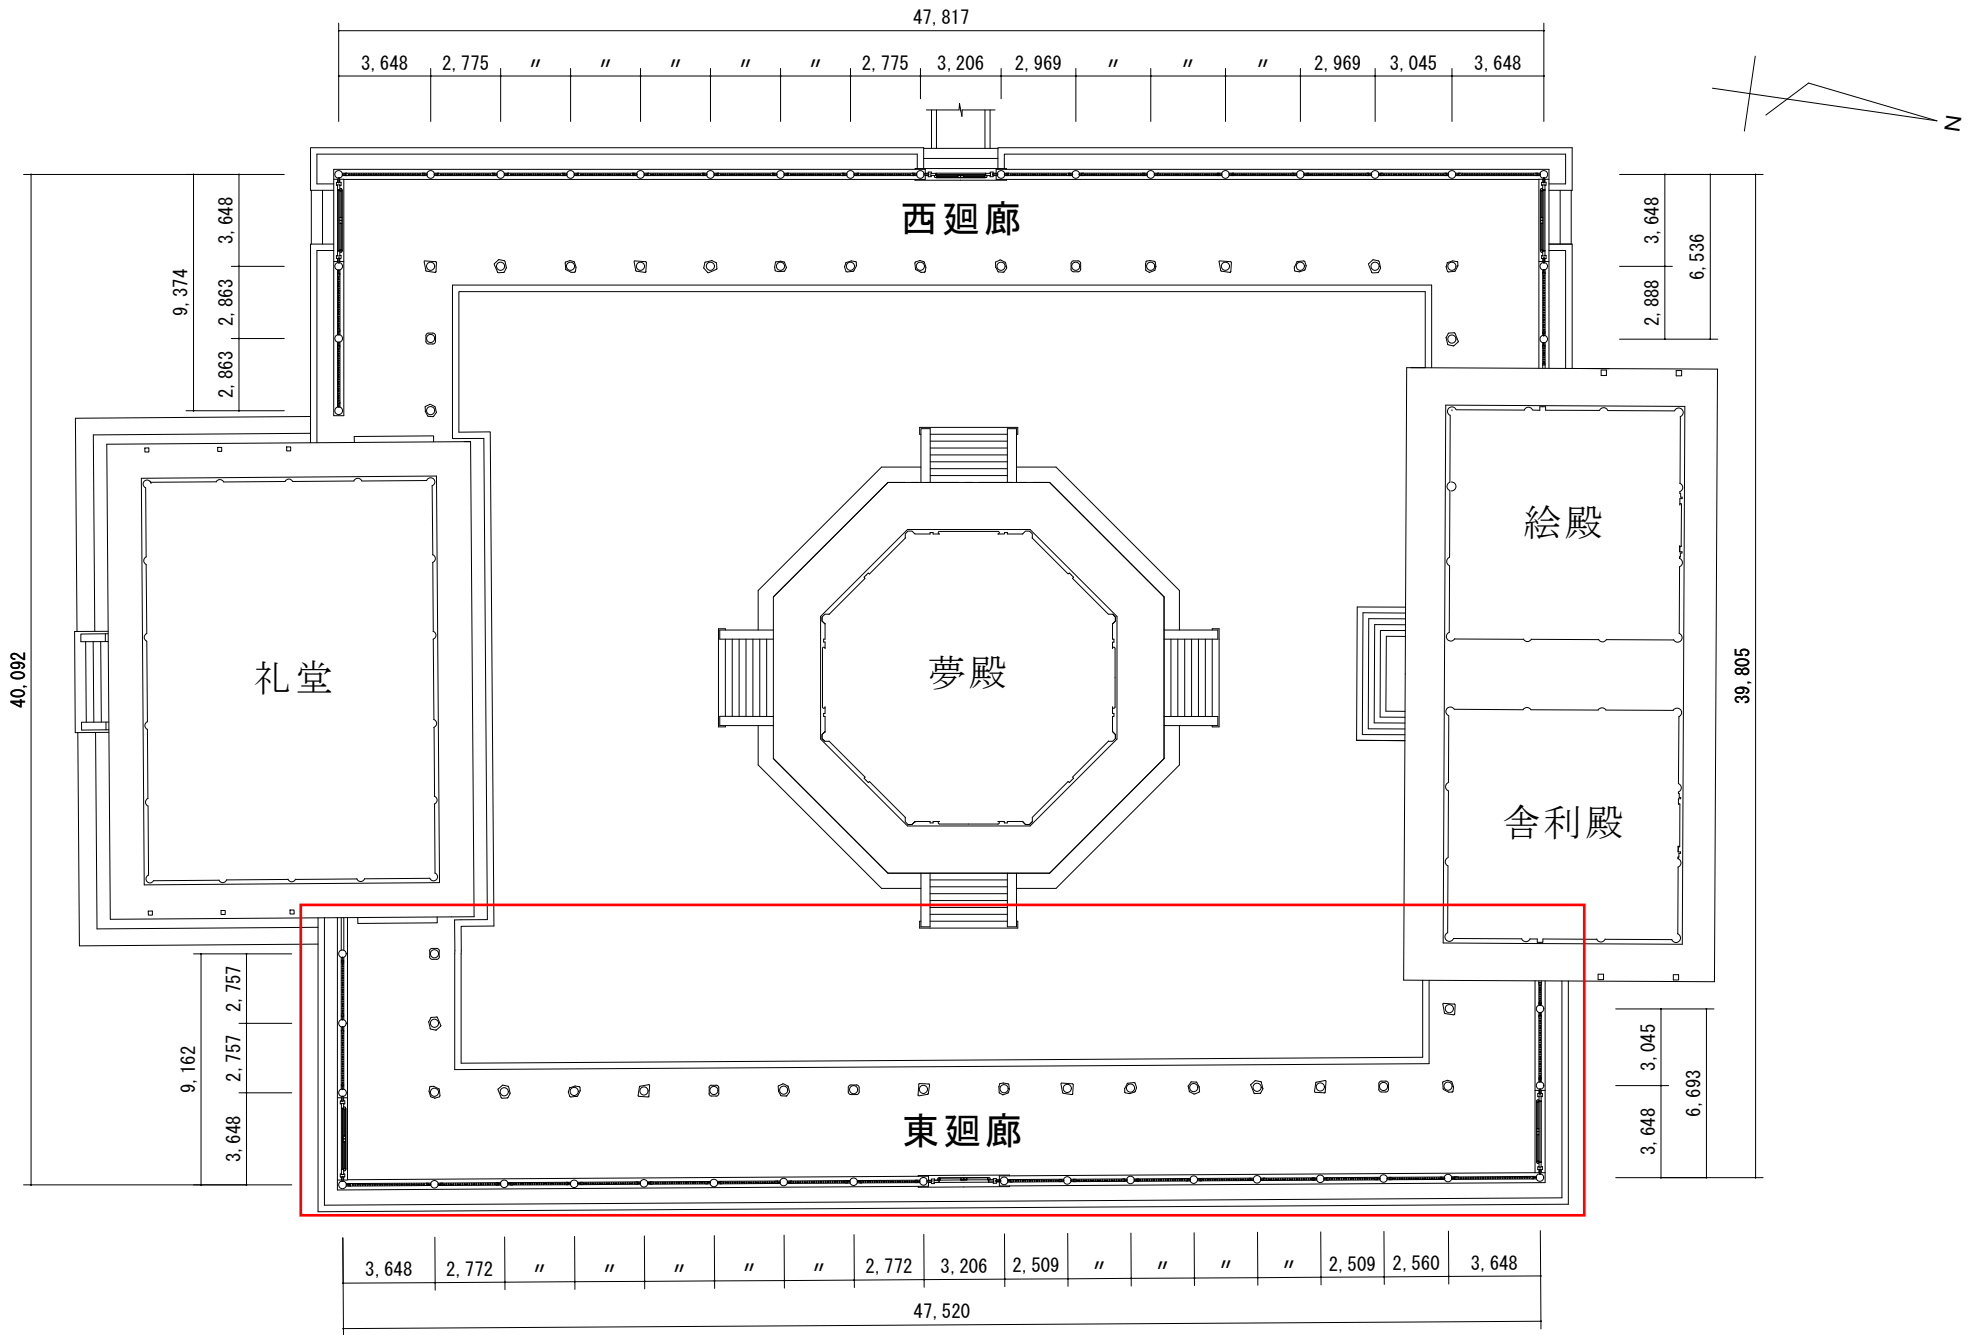 47,817
3,648 2,775 〃 〃 〃 〃 〃 2,775 3,206 2,969 〃 〃 〃 2,969 3,045 3,648
N
西廻廊
3,648
2,863
2,863
9,374
40,092
3,648
2,888
6,536
39,805
絵殿
礼堂
夢殿
舎利殿
2,757
2,757
3,648
9,162
3,045
3,648
6,693
東廻廊
3,648 2,772 〃 〃 〃 〃 〃 2,772 3,206 2,509 〃 〃 〃 〃 2,509 2,560 3,648
47,520